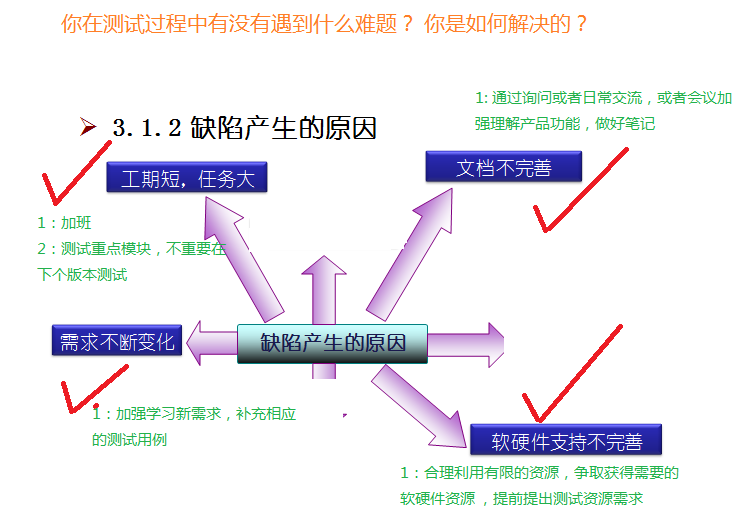 你在测试过程中有没有遇到什么难题？ 你是如何解决的？
1: 通过询问或者日常交流，或者会议加
强理解产品功能，做好笔记
3.1.2 缺陷产生的原因
工期短，任务大
文档不完善
1：加班
2：测试重点模块，不重要在
下个版本测试
需求不断变化
缺陷产生的原因
1：加强学习新需求，补充相应
的测试用例
软硬件支持不完善
1：合理利用有限的资源，争取获得需要的
软硬件资源 ，提前提出测试资源需求